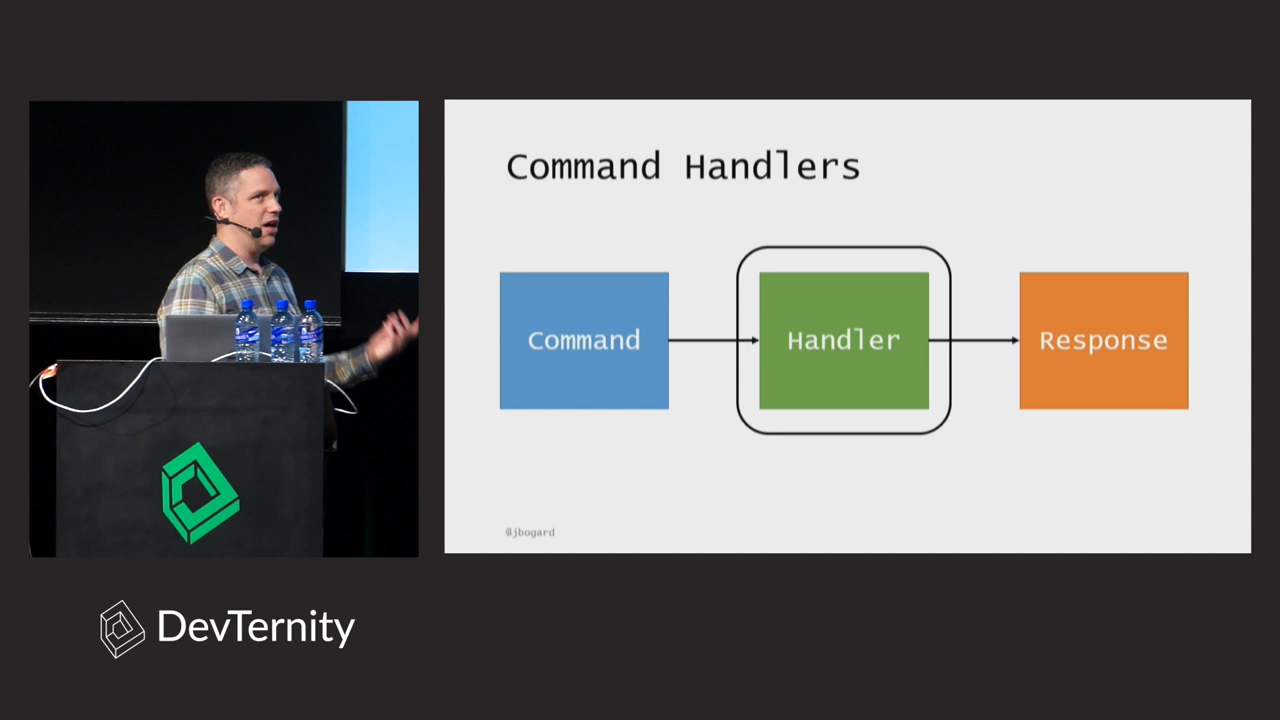 Command Handlers
Command
Handler
Response
@jbogard
DevTernity